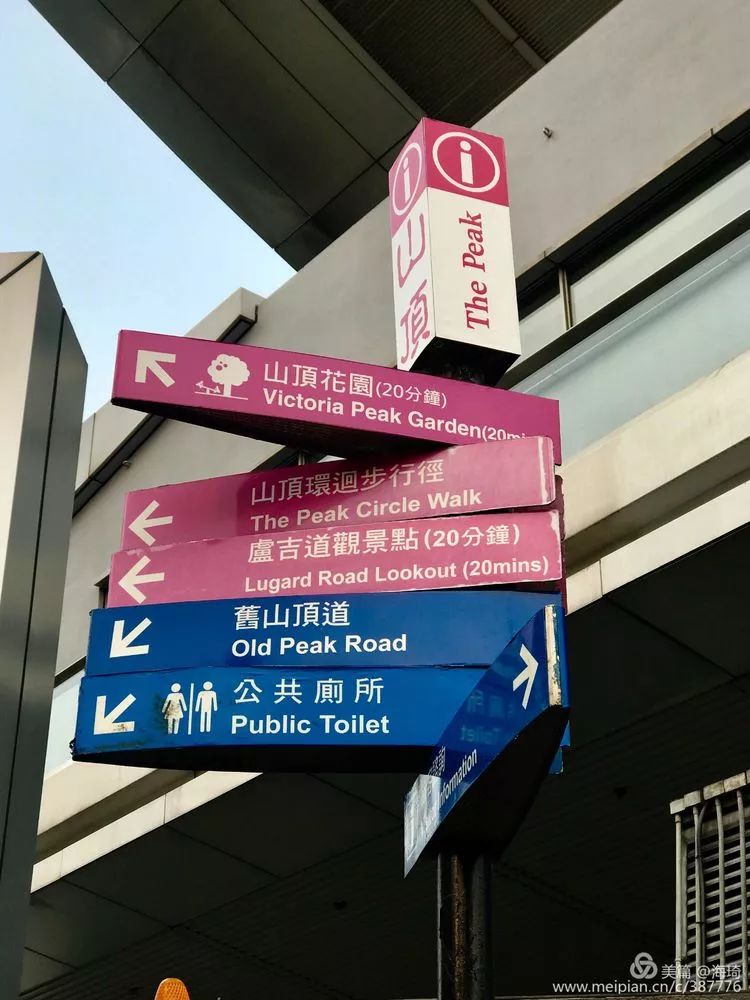 i
i
山頂
The Peak
山頂花園(20分鐘)
Victoria Peak Garden(20mi
山頂環迴步行徑
The Peak Circle Walk
盧吉道觀景點(20分鐘)
Lugard Road Lookout (20mins)
舊山頂道
Old Peak Road
公共廁所
Public Toilet
Information
美篇 @海琦
www.meipian.cn/c/387776